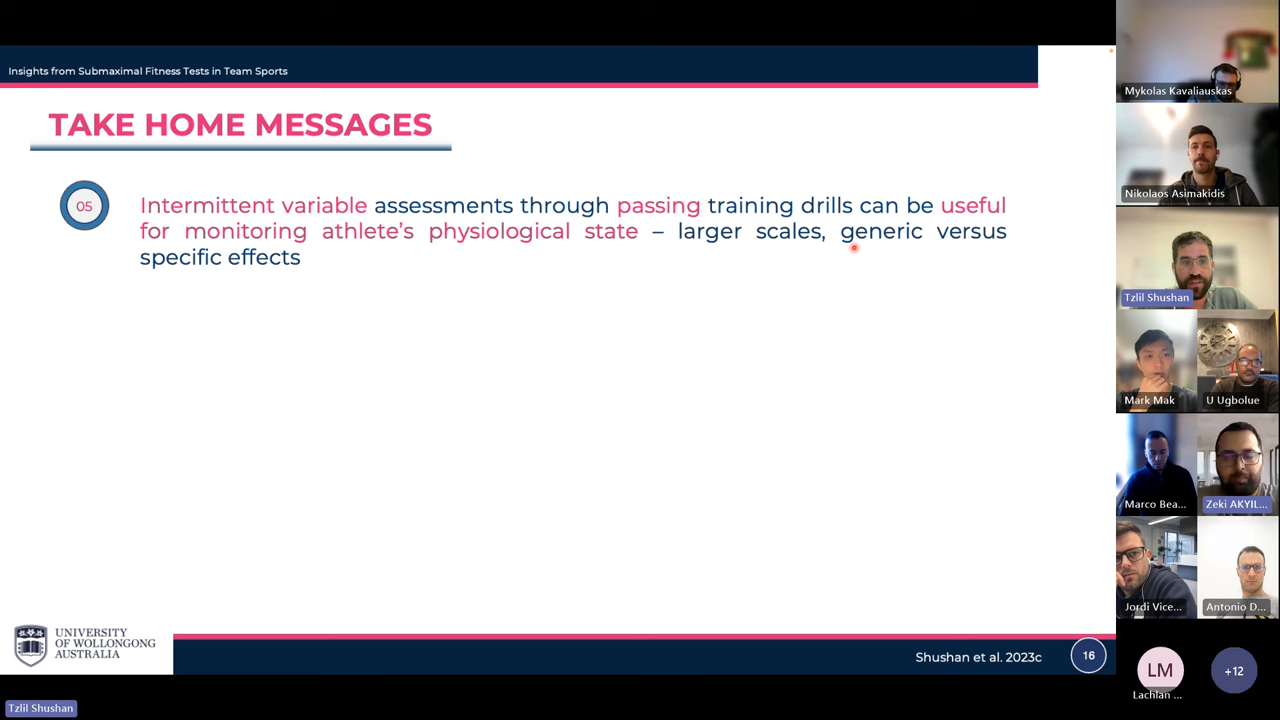 Insights from Submaximal Fitness Tests in Team Sports
TAKE HOME MESSAGES
05
Intermittent variable assessments through passing training drills can be useful
for monitoring athlete's physiological state – larger scales, generic versus
specific effects
UNIVERSITY
OF WOLLONGONG
AUSTRALIA
Shushan et al. 2023c
16
Tzlil Shushan
Mykolas Kavaliauskas
Nikolaos Asimakidis
Tzlil Shushan
Mark Mak
U Ugbolue
Marco Bea...
Zeki AKYIL...
Jordi Vice...
Antonio D...
LM
Lachlan ...
+12